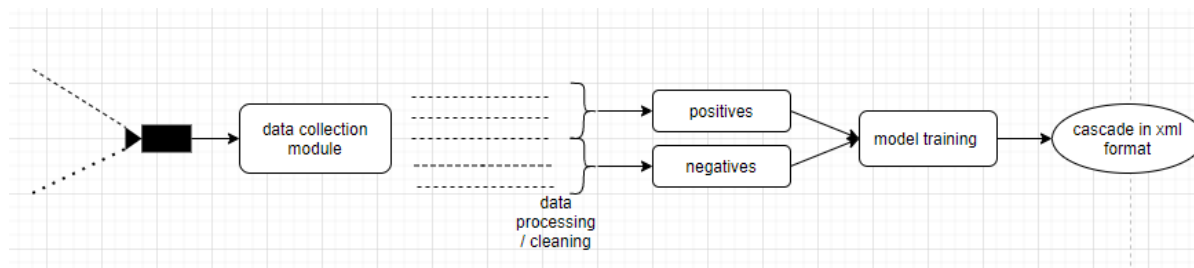 data collection
module
data
processing
/ cleaning
positives
negatives
model training
cascade in xml
format